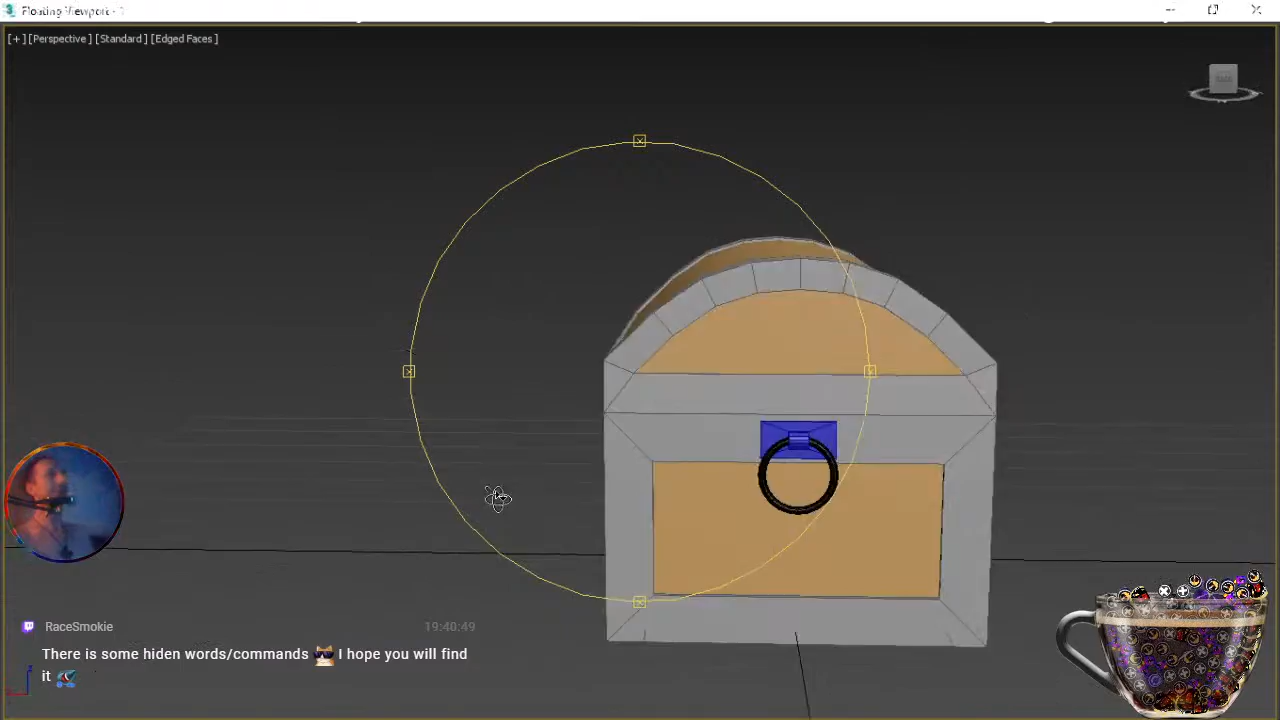 Floating Viewport - 1
[+] [Perspective] [Standard] [Edged Faces]
RaceSmokie 19:40:49
There is some hiden words/commands I hope you will find
it